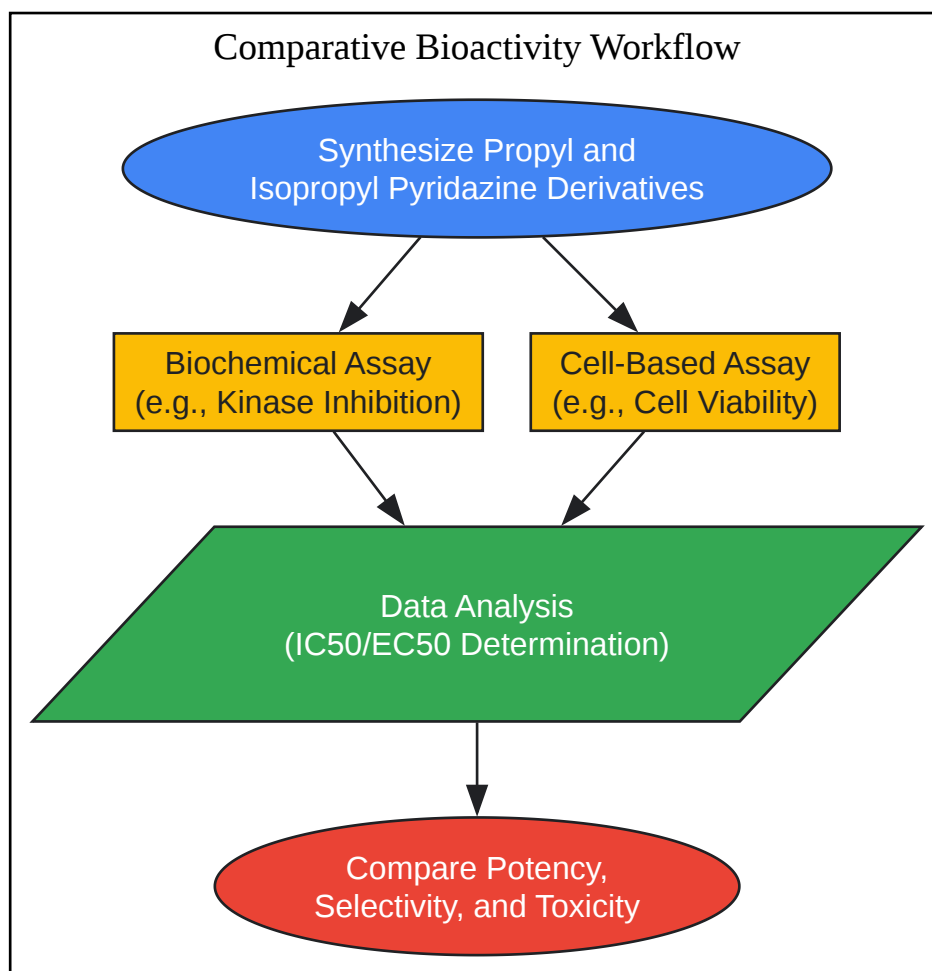 Comparative Bioactivity Workflow
Synthesize Propyl and
Isopropyl Pyridazine Derivatives
Biochemical Assay
(e.g., Kinase Inhibition)
Cell-Based Assay
(e.g., Cell Viability)
Data Analysis
(IC50/EC50 Determination)
Compare Potency,
Selectivity, and Toxicity